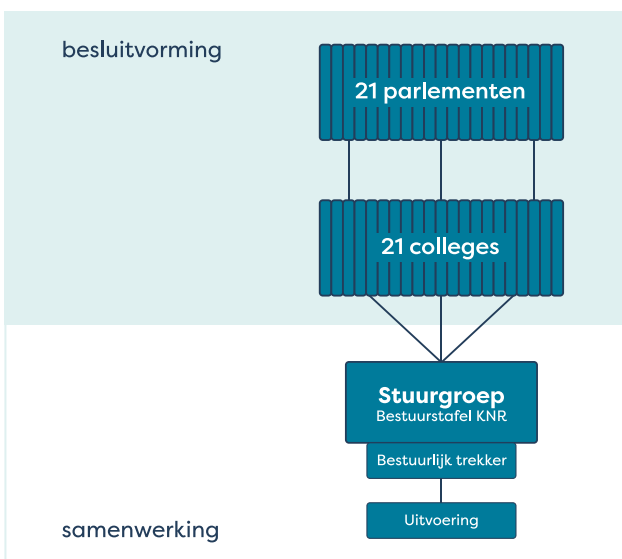 besluitvorming
21 parlementen
21 colleges
Stuurgroep
Bestuurstafel KNR
Bestuurlijk trekker
Uitvoering
samenwerking